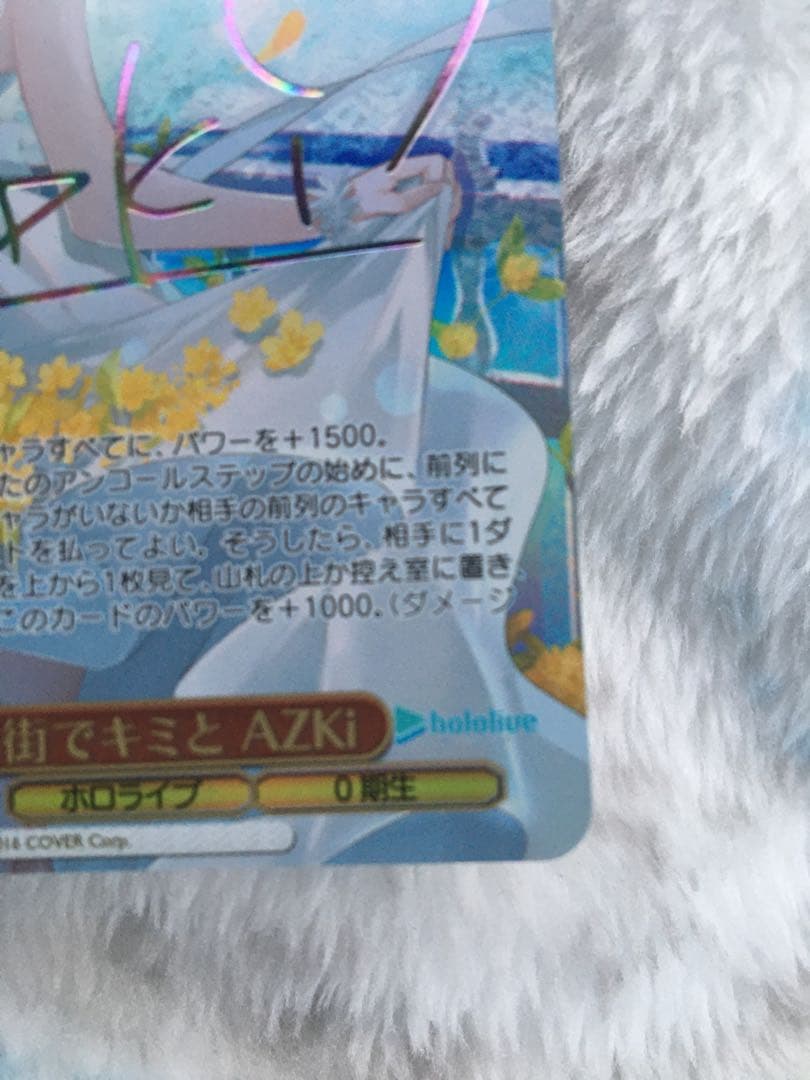 AZKi
ャラすべてに、パワーを＋1500。
たのアンコールステップの始めに、前列に
ャラがいないか相手の前列のキャラすべて
トを払ってよい。そうしたら、相手に1ダ
を上から1枚見て、山札の上か控え室に置き、
このカードのパワーを＋1000。（ダメージ
街でキミと AZKi
hololive
ホロライブ
0期生
016 COVER Corp.